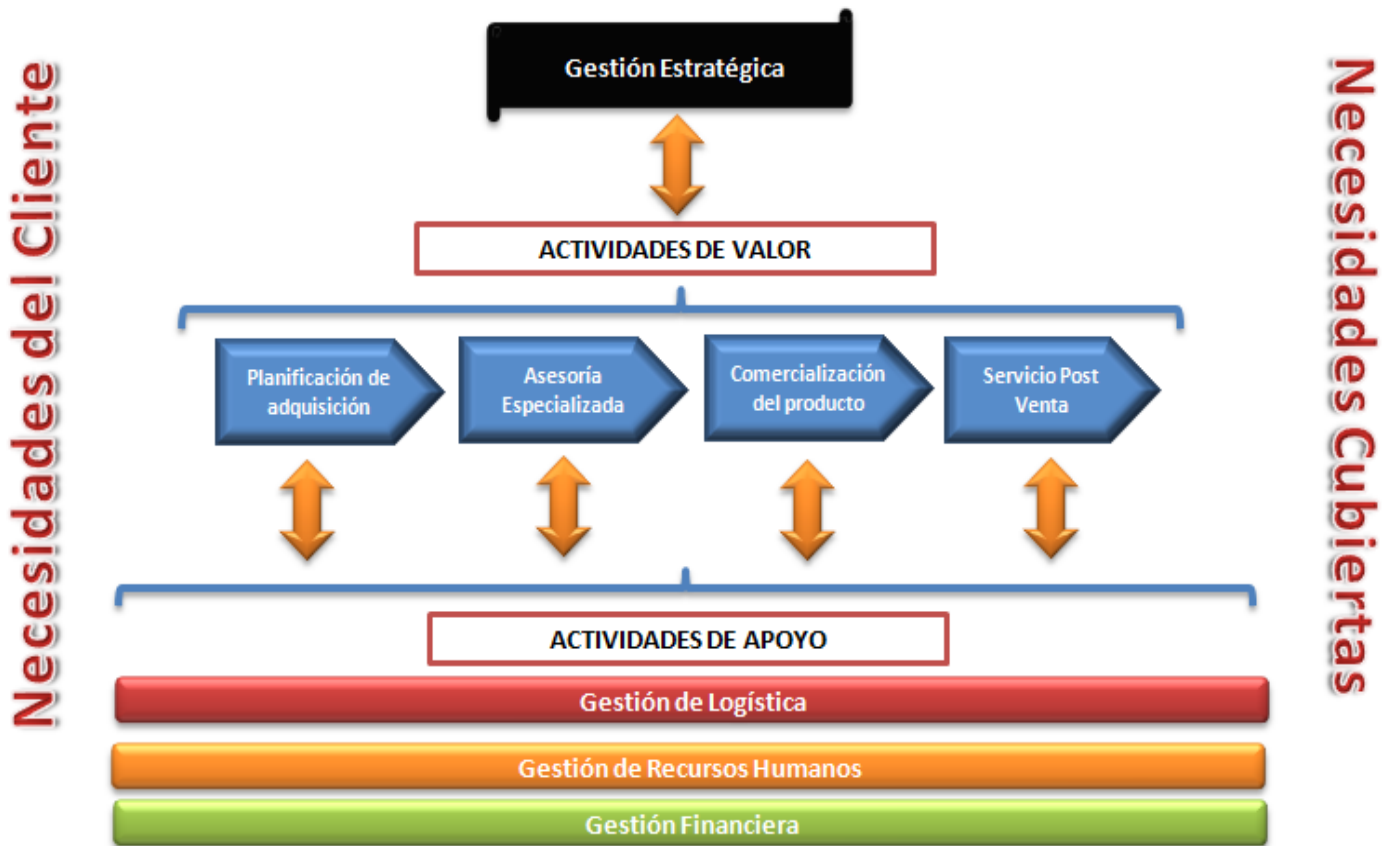 Necesidades del Cliente
Gestión Estratégica
ACTIVIDADES DE VALOR
Planificación de
adquisición
Asesoría
Especializada
Comercialización
del producto
Servicio Post
Venta
ACTIVIDADES DE APOYO
Gestión de Logística
Gestión de Recursos Humanos
Gestión Financiera
Necesidades Cubiertas